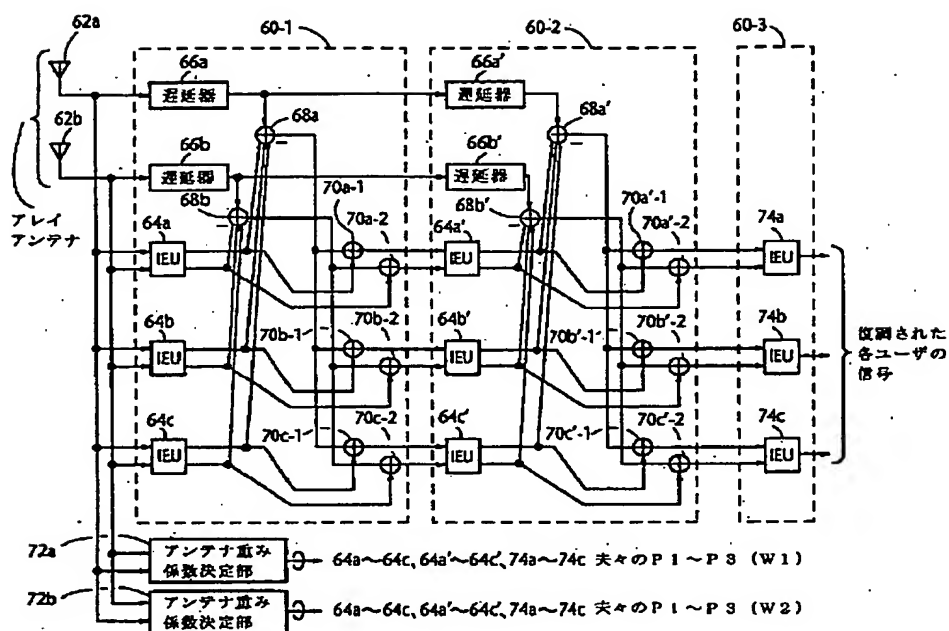 62a
60-1
60-2
60-3
66a
66a'
遅延器
遅延器
68a
68a'
62b
66b
66b'
遅延器
遅延器
70a-1
70a'-1
68b
70a-2
68b'
70a'-2
アレイ
アンテナ
64a
64a'
74a
IEU
IEU
IEU
64b
70b-1
70b-2
64b'
70b'-1
70b'-2
74b
IEU
IEU
IEU
復調された
各ユーザの
信号
64c
70c-1
70c-2
64c'
70c'-1
70c'-2
74c
IEU
IEU
IEU
72a
アンテナ重み
係数決定部
64a～64c、64a'～64c'、74a～74c 夫々のP1～P3 (W1)
72b
アンテナ重み
係数決定部
64a～64c、64a'～64c'、74a～74c 夫々のP1～P3 (W2)